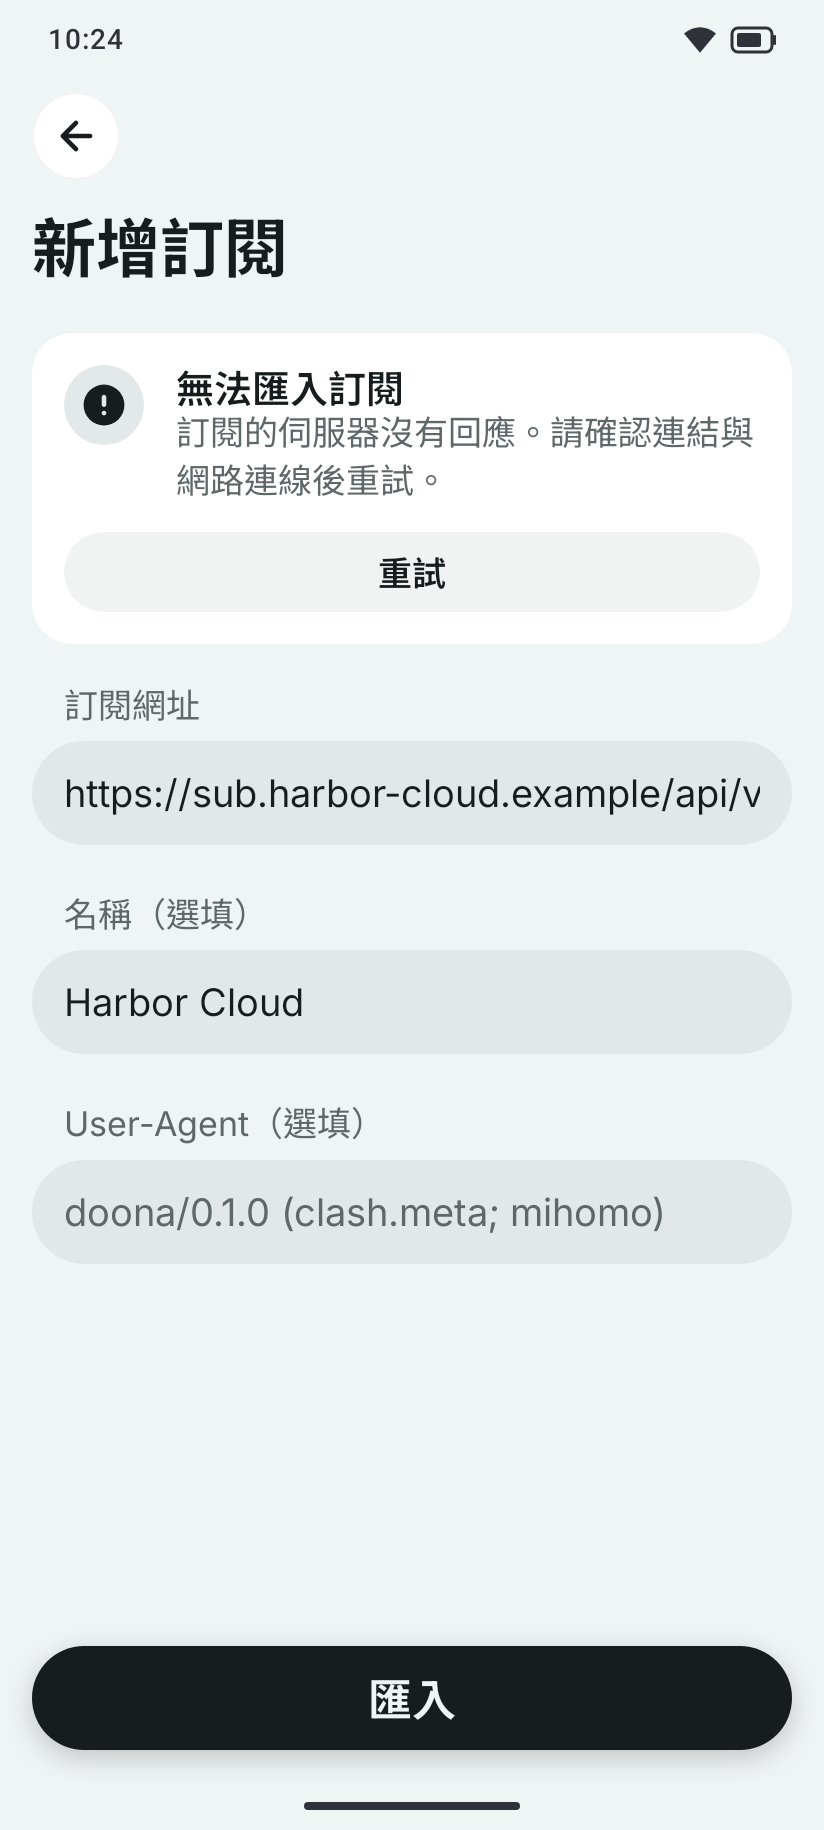 10:24
新增訂閱
無法匯入訂閱
訂閱的伺服器沒有回應。請確認連結與
網路連線後重試。
重試
訂閱網址
https://sub.harbor-cloud.example/api/v
名稱（選填）
Harbor Cloud
User-Agent（選填）
doona/0.1.0 (clash.meta; mihomo)
匯入